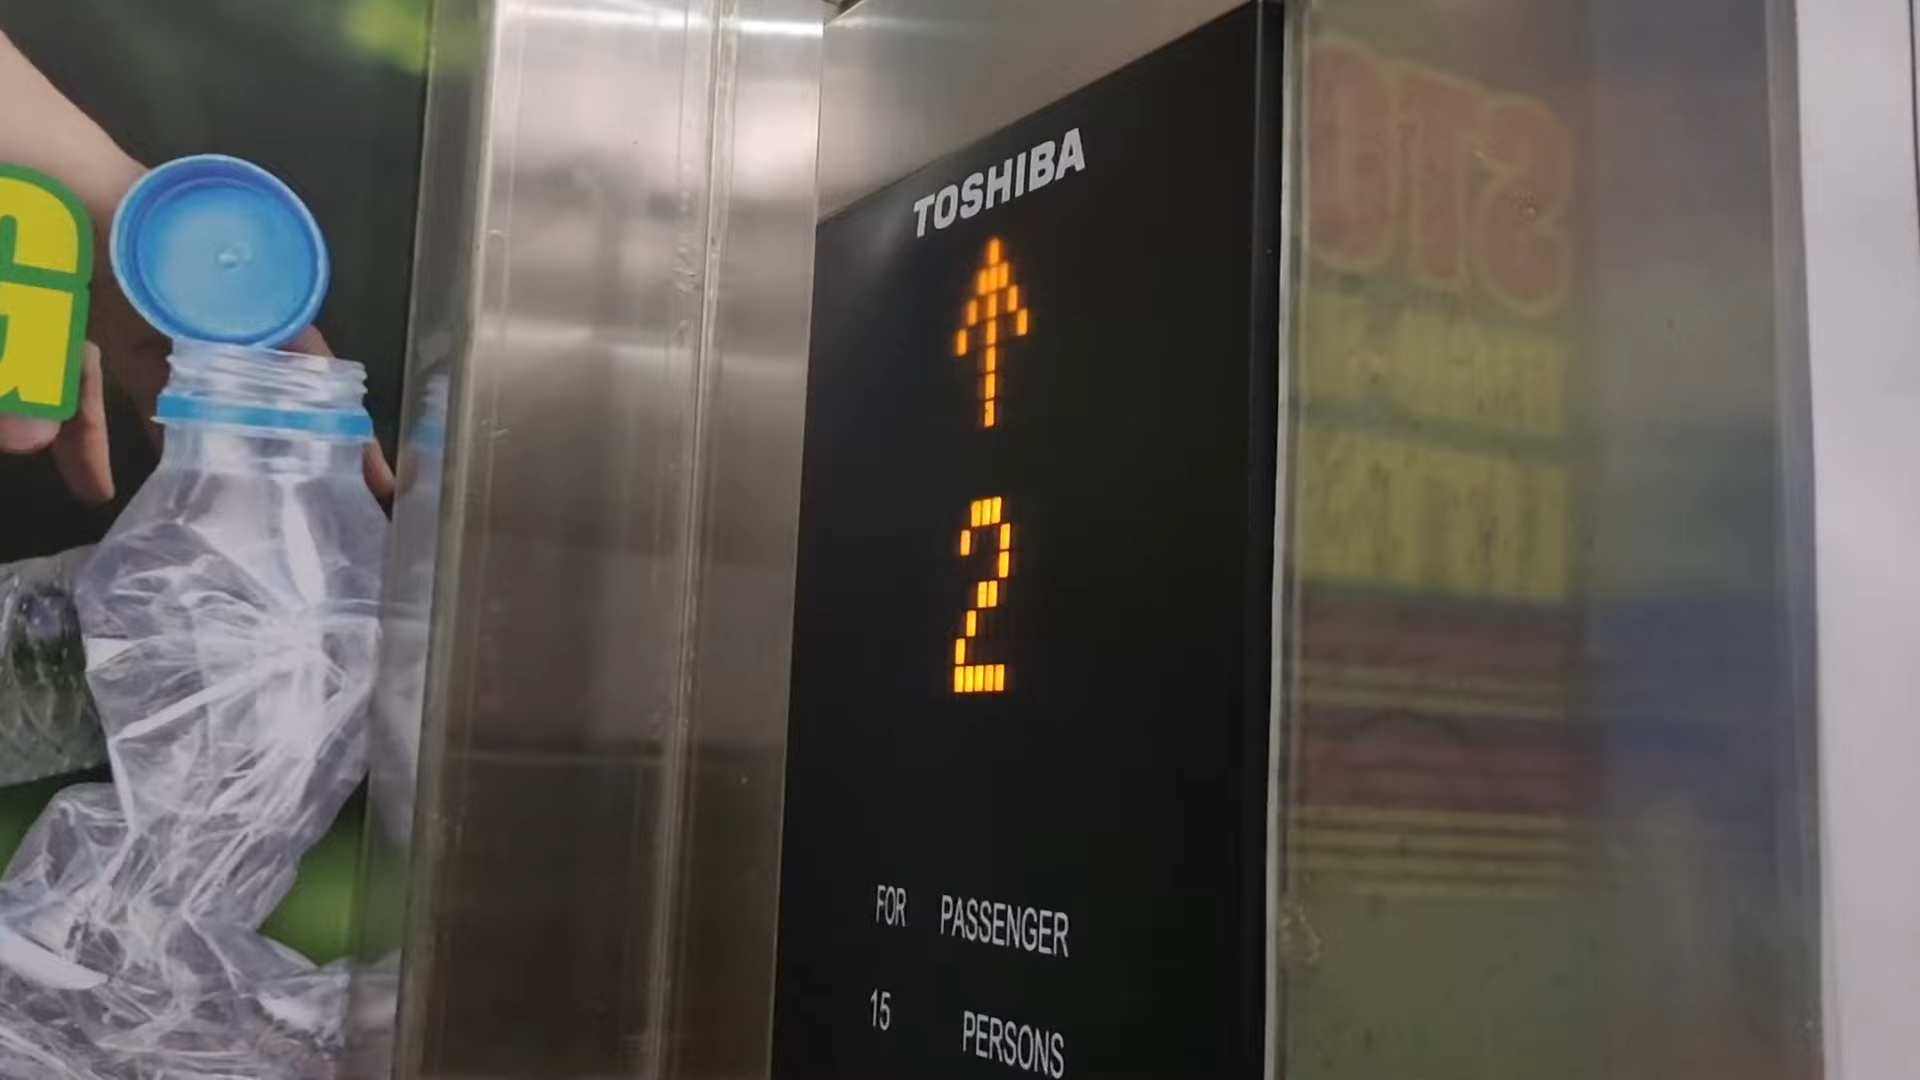 G
TOSHIBA
2
FOR PASSENGER
15 PERSONS